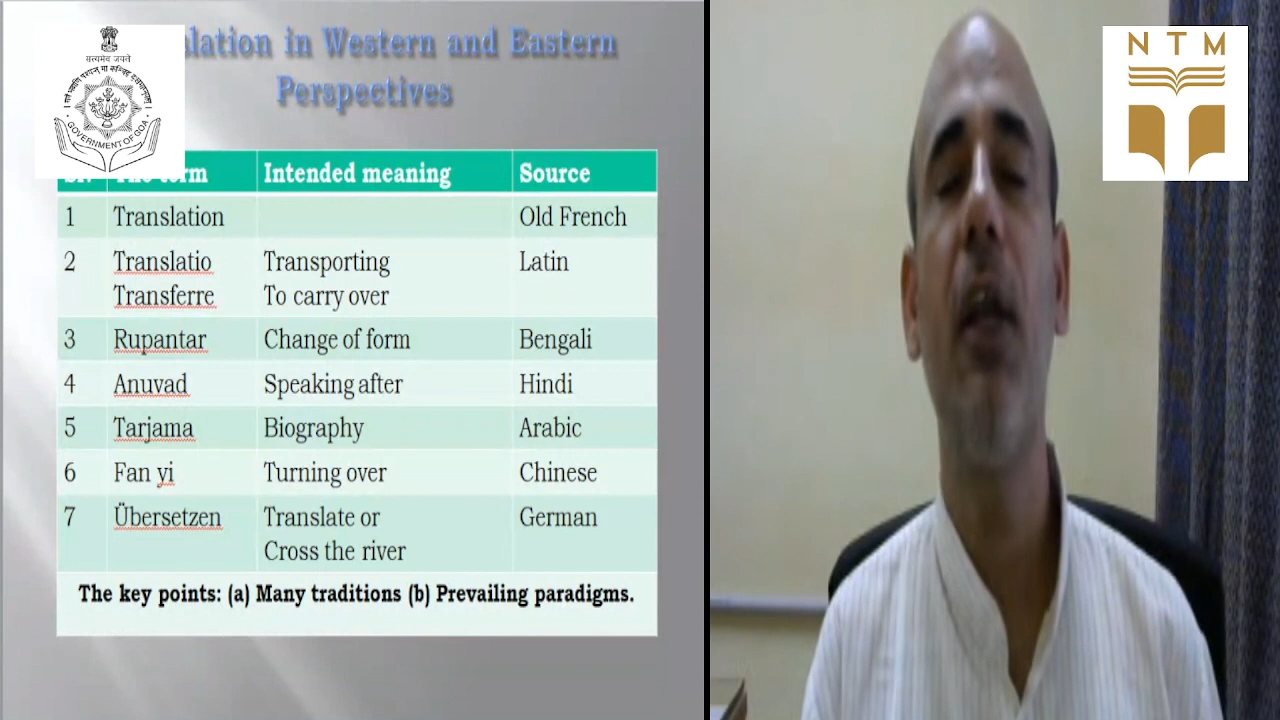 lation in Western and Eastern
Perspectives
सत्यमेव जयते
GOVERNMENT OF GOA
NTM
term Intended meaning Source
1 Translation Old French
2 Translatio Transporting Latin
Transferre To carry over
3 Rupantar Change of form Bengali
4 Anuvad Speaking after Hindi
5 Tarjama Biography Arabic
6 Fan yi Turning over Chinese
7 Übersetzen Translate or German
Cross the river
The key points: (a) Many traditions (b) Prevailing paradigms.